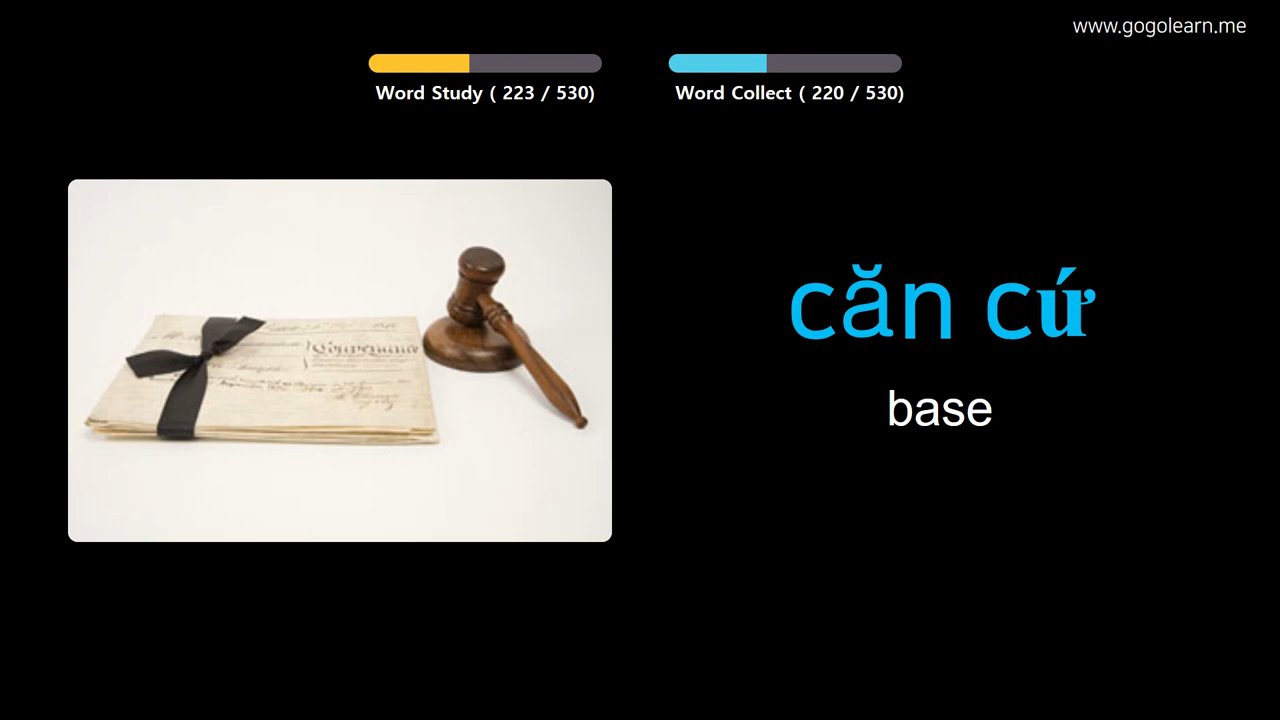 www.gogolearn.me
Word Study ( 223 / 530)
Word Collect ( 220 / 530)
căn cứ
base